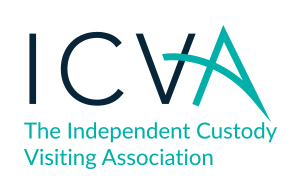 ICVA
The Independent Custody
Visiting Association